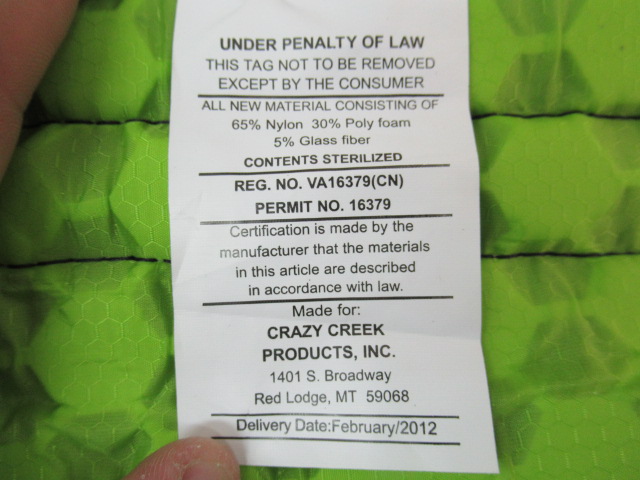 UNDER PENALTY OF LAW
THIS TAG NOT TO BE REMOVED
EXCEPT BY THE CONSUMER
ALL NEW MATERIAL CONSISTING OF
65% Nylon 30% Poly foam
5% Glass fiber
CONTENTS STERILIZED
REG. NO. VA16379(CN)
PERMIT NO. 16379
Certification is made by the
manufacturer that the materials
in this article are described
in accordance with law.
Made for:
CRAZY CREEK
PRODUCTS, INC.
1401 S. Broadway
Red Lodge, MT 59068
Delivery Date:February/2012